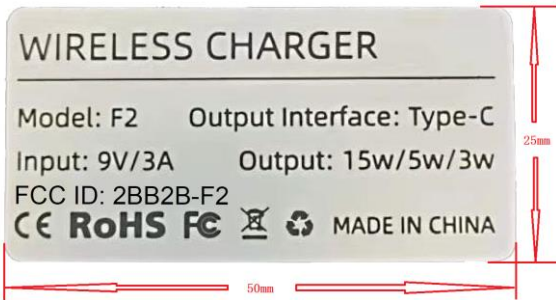 WIRELESS CHARGER
Model: F2 Output Interface: Type-C
Input: 9V/3A Output: 15w/5w/3w
FCC ID: 2BB2B-F2
CE RoHS FC MADE IN CHINA
25mm
50mm